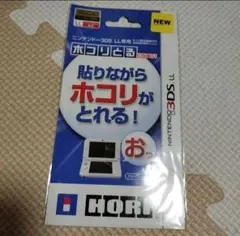 NEW
ニンテンドー3DS LL専用
ホコリとる
貼りながら
ホコリが
とれる!
おっ
NINTENDO 3DS LL
HORI